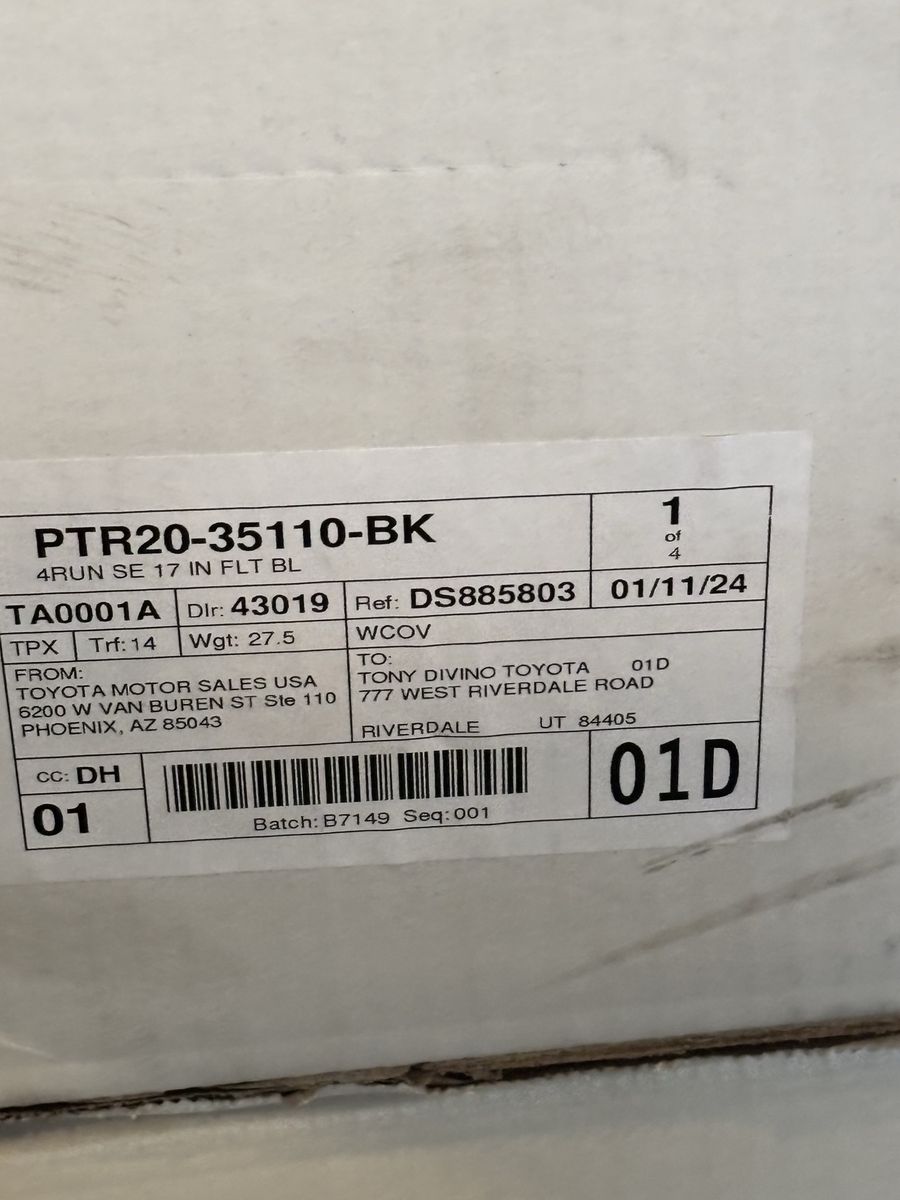 PTR20-35110-BK
4RUN SE 17 IN FLT BL
1
of
4
TA0001A
Dlr: 43019
Ref: DS885803
01/11/24
TPX
Trf: 14
Wgt: 27.5
WCOV
FROM:
TOYOTA MOTOR SALES USA
6200 W VAN BUREN ST Ste 110
PHOENIX, AZ 85043
TO:
TONY DIVINO TOYOTA 01D
777 WEST RIVERDALE ROAD
RIVERDALE UT 84405
CC: DH
01
Batch: B7149 Seq: 001
01D